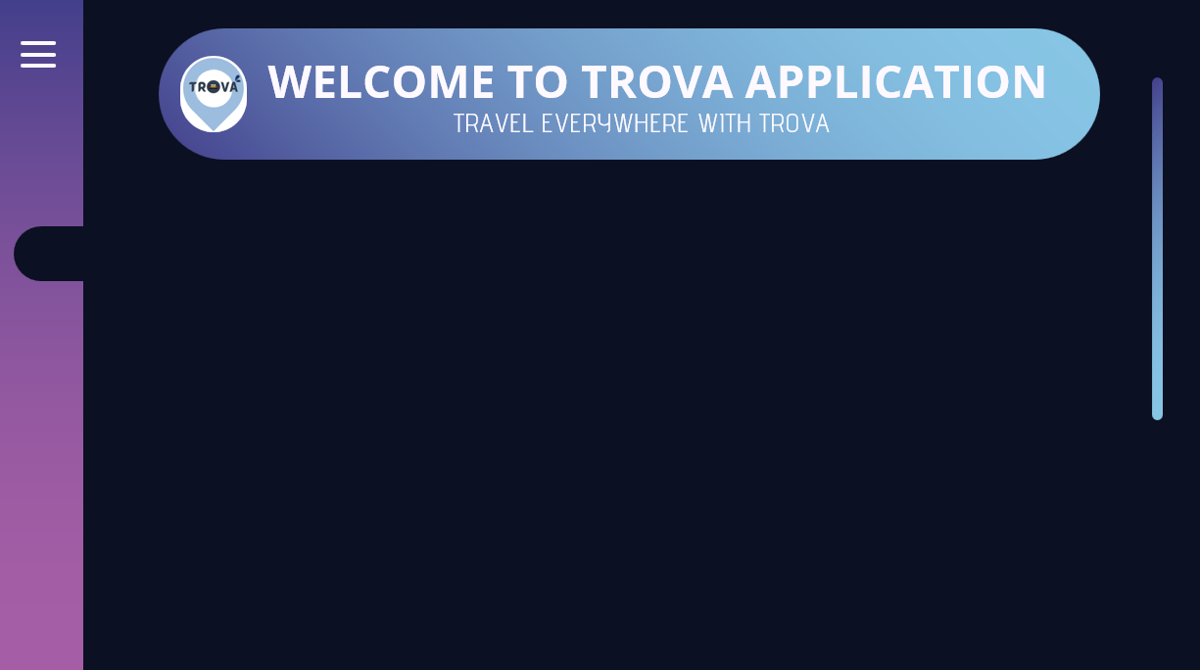 TROVA
WELCOME TO TROVA APPLICATION
TRAVEL EVERYWHERE WITH TROVA